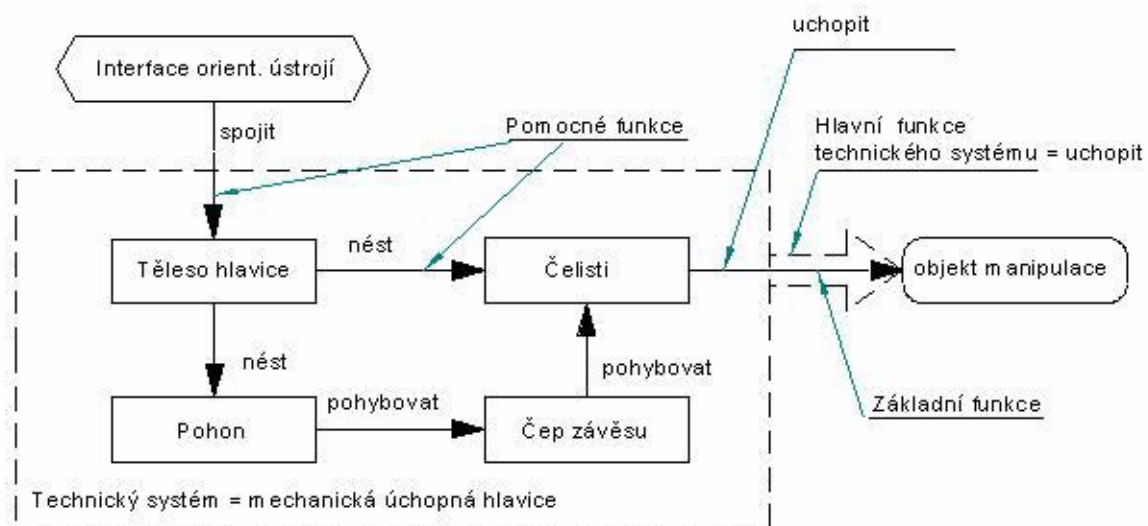 uchopit
Interface orient. ústrojí
spojit
Pomocné funkce
Hlavní funkce
technického systému = uchopit
nést
Těleso hlavice
Čelisti
objekt manipulace
nést
pohybovat
pohybovat
Základní funkce
Pohon
Čep závěsu
Technický systém = mechanická úchopná hlavice